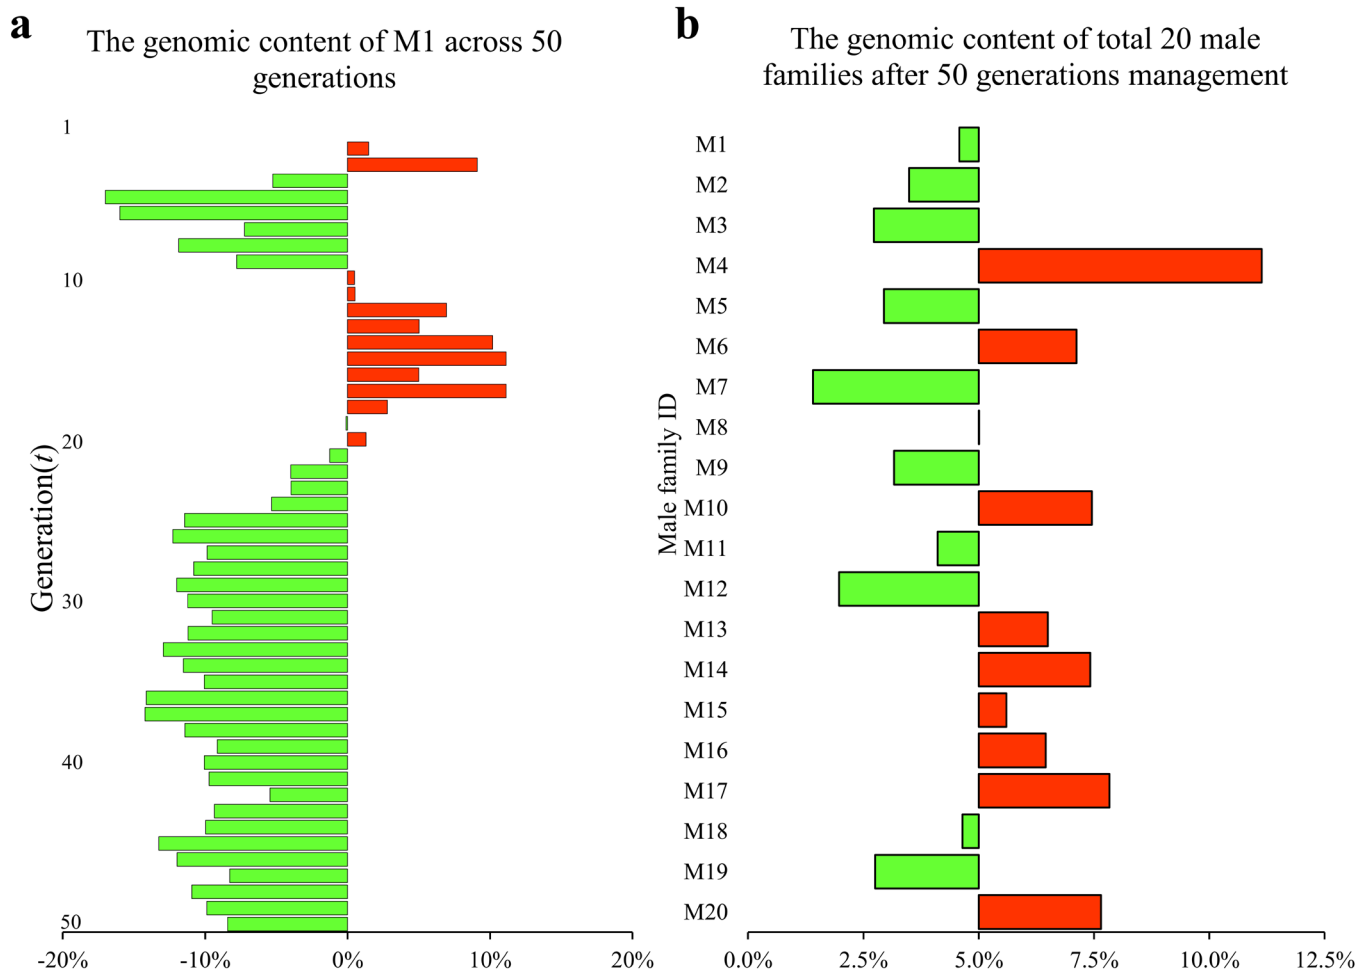 a
The genomic content of M1 across 50
generations
1
10
20
30
40
50
Generation(t)
-20%
-10%
0%
10%
20%
b
The genomic content of total 20 male
families after 50 generations management
M1
M2
M3
M4
M5
M6
M7
M8
M9
M10
M11
M12
M13
M14
M15
M16
M17
M18
M19
M20
Male family ID
0.0%
2.5%
5.0%
7.5%
10.0%
12.5%